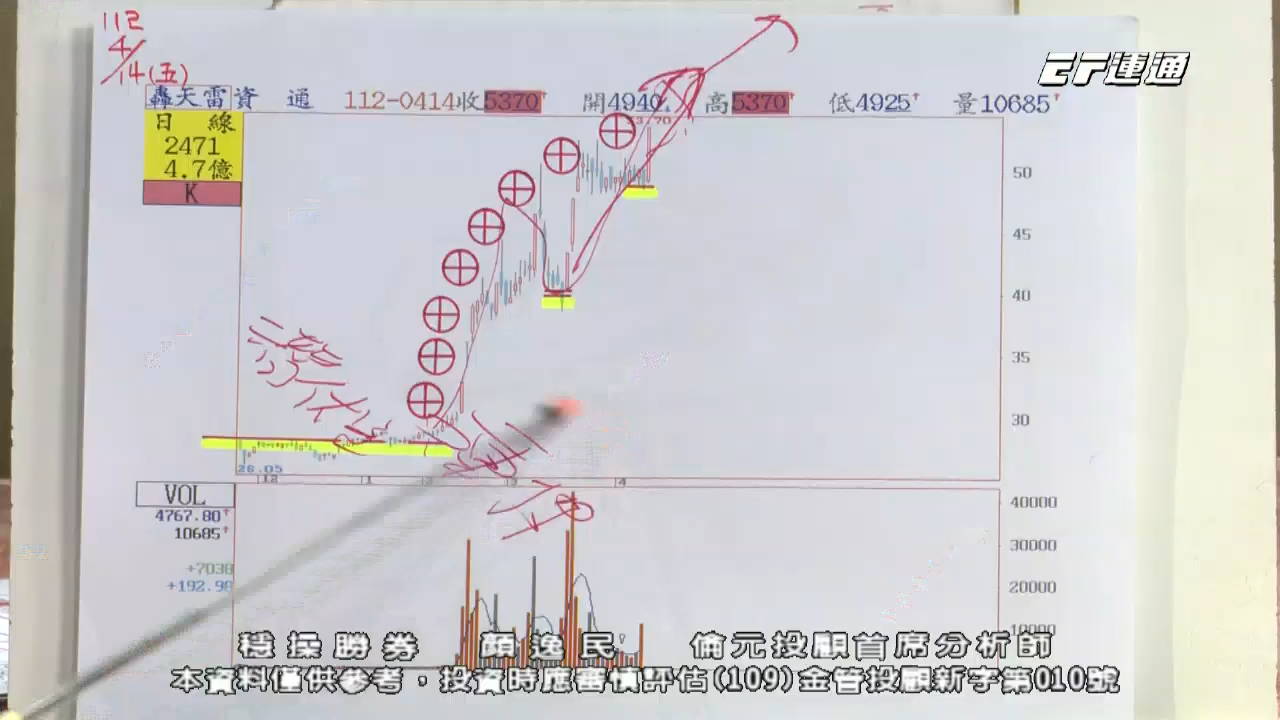 112
4/14(五)
EF運通
轟天雷資 通 112-0414收5370↑ 開4940 高5370↑ 低4925↑ 量10685↑
日 線
2471
4.7億
K
53.70
50
45
40
35
30
26.05
12 1 2 3 4
VOL
4767.80↑
10685↑
+7038
+192.98
40000
30000
20000
10000
穩操勝券 顏逸民 倫元投顧首席分析師
本資料僅供參考，投資時應審慎評估(109)金管投顧新字第010號